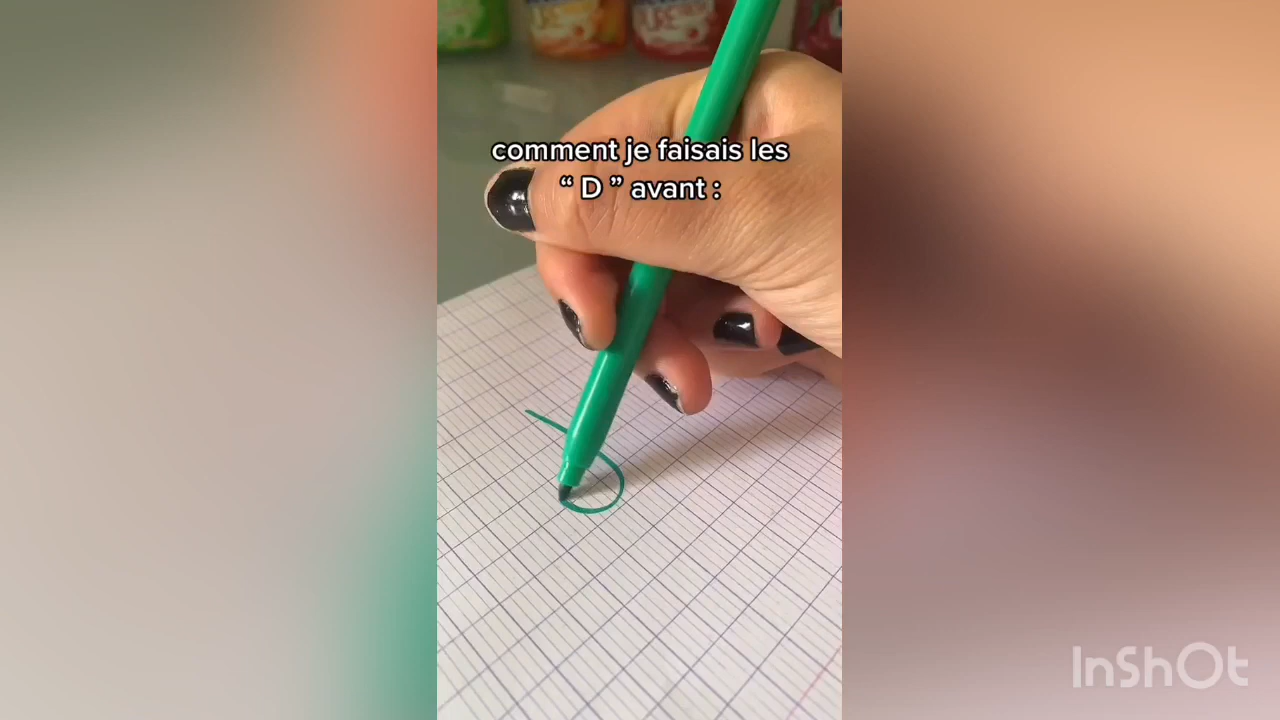 comment je faisais les
“ D ” avant :
InShOt